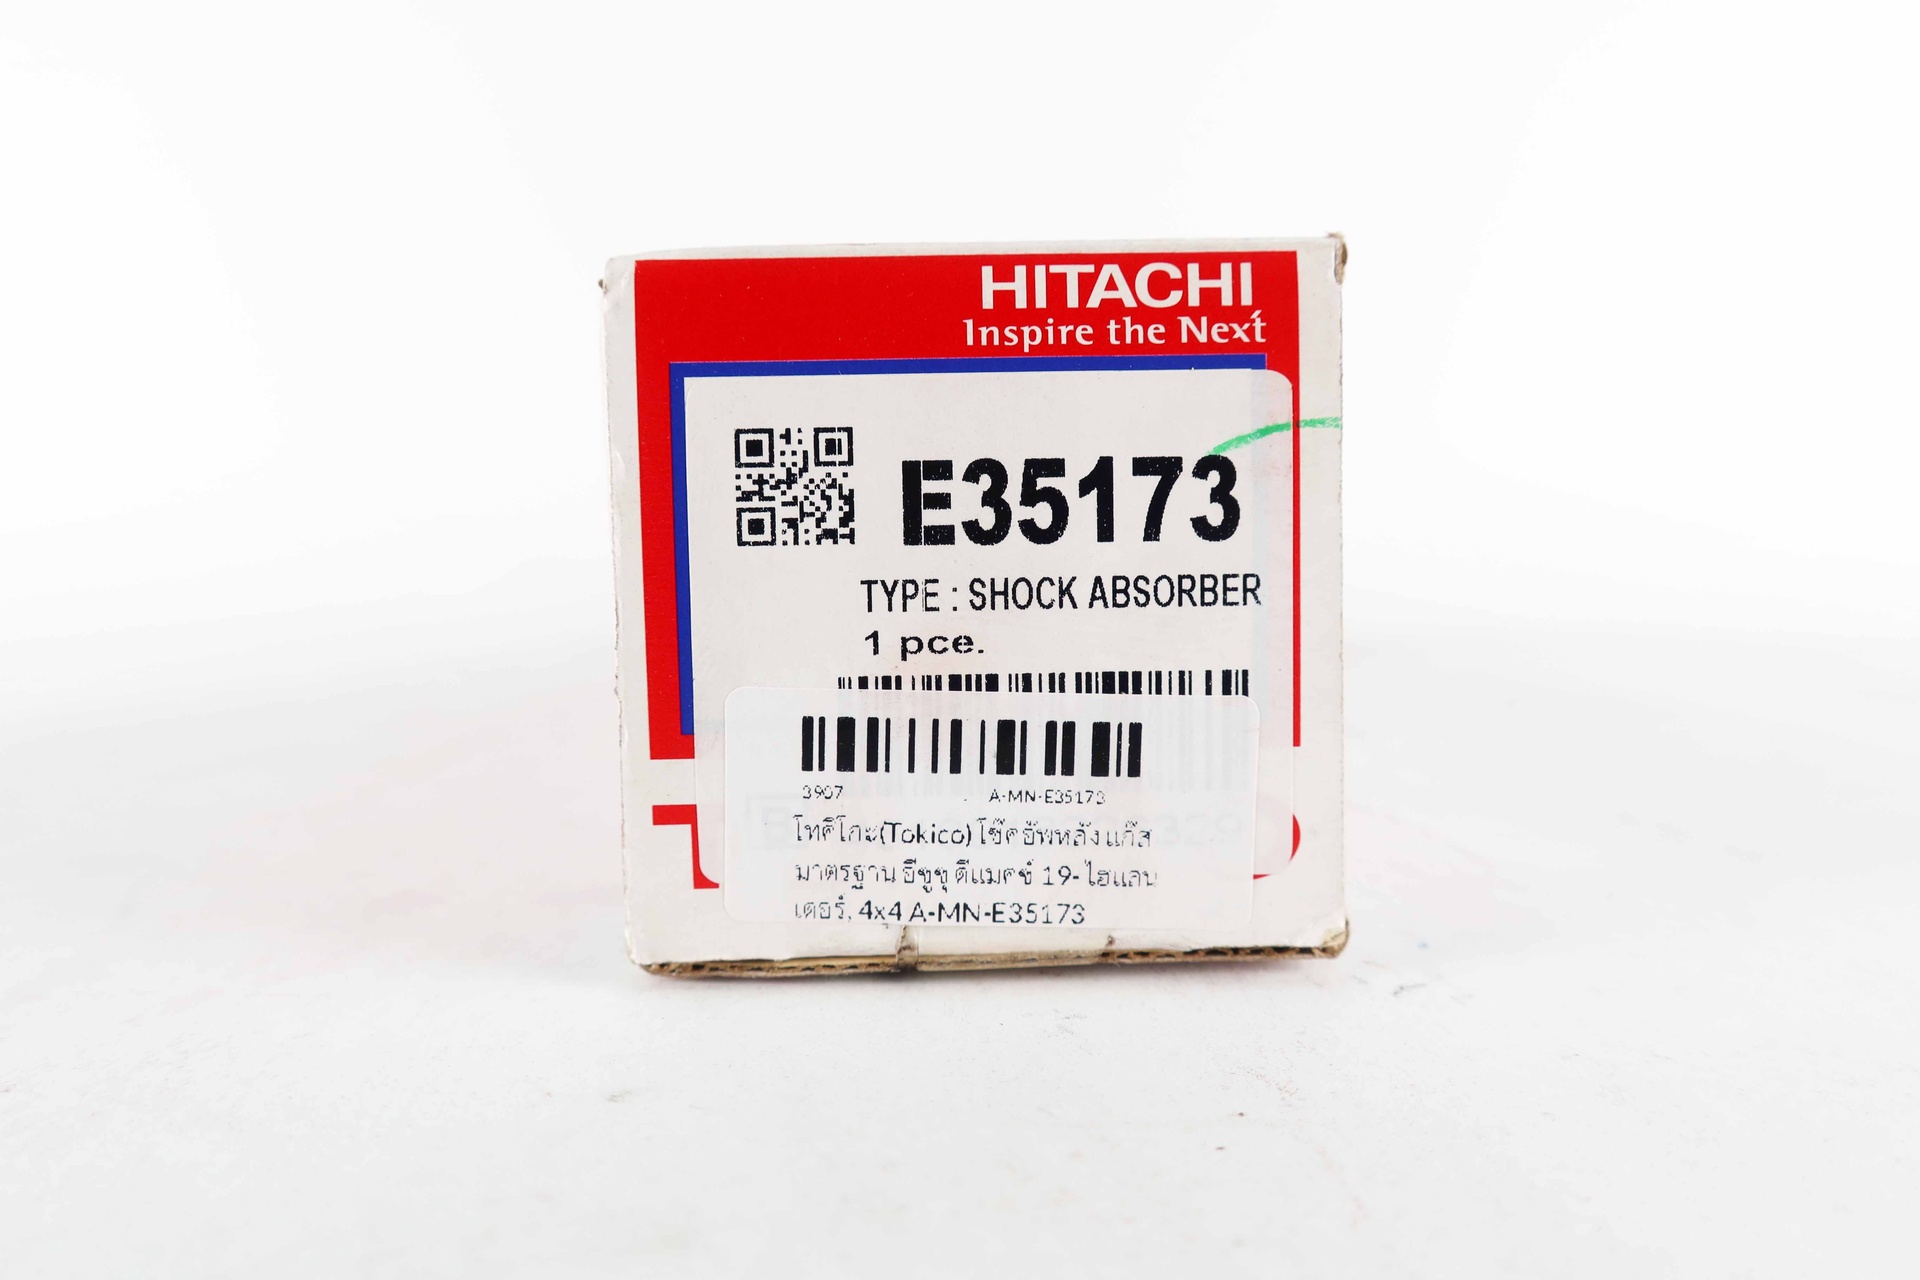 HITACHI
Inspire the Next
E35173
TYPE : SHOCK ABSORBER
1 pce.
3907 A-MN-E35173
โทคิโกะ(Tokico) โช๊คอัพหลัง แก๊ส
มาตรฐาน อีซูซุ ดีแมคซ์ 19- ไฮแลน
เดอร์, 4x4 A-MN-E35173